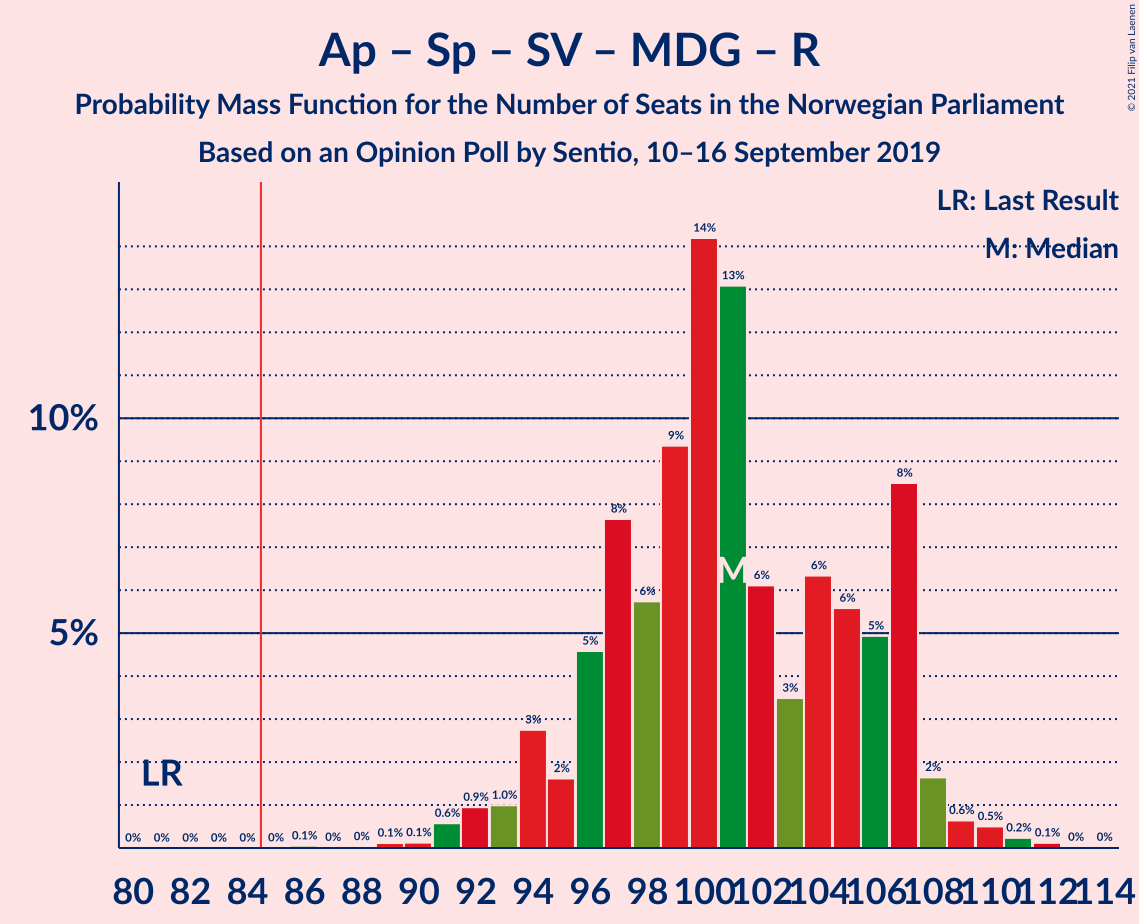 Ap – Sp – SV – MDG – R
Probability Mass Function for the Number of Seats in the Norwegian Parliament
Based on an Opinion Poll by Sentio, 10–16 September 2019
© 2021 Filip van Laenen
LR: Last Result
M: Median
14%
13%
10%
9%
8%
8%
6%
6%
6%
6%
M
5%
5%
5%
3%
3%
LR
2%
2%
0% 0% 0% 0% 0% 0% 0.1% 0% 0% 0.1% 0.1% 0.6% 0.9% 1.0% 0.6% 0.5% 0.2% 0.1% 0% 0%
80 82 84 86 88 90 92 94 96 98 100 102 104 106 108 110 112 114